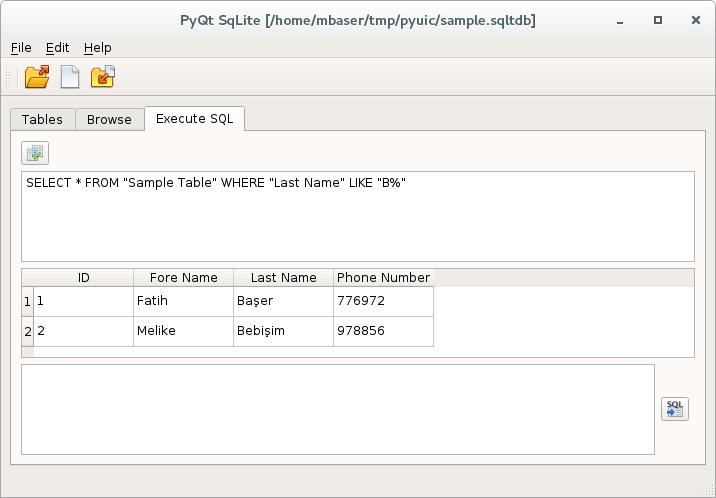 PyQt SqLite [/home/mbaser/tmp/pyuic/sample.sqltdb]
File Edit Help
Tables Browse Execute SQL
SELECT * FROM "Sample Table" WHERE "Last Name" LIKE "B%"
ID Fore Name Last Name Phone Number
1 1 Fatih Başer 776972
2 2 Melike Bebişim 978856
SQL